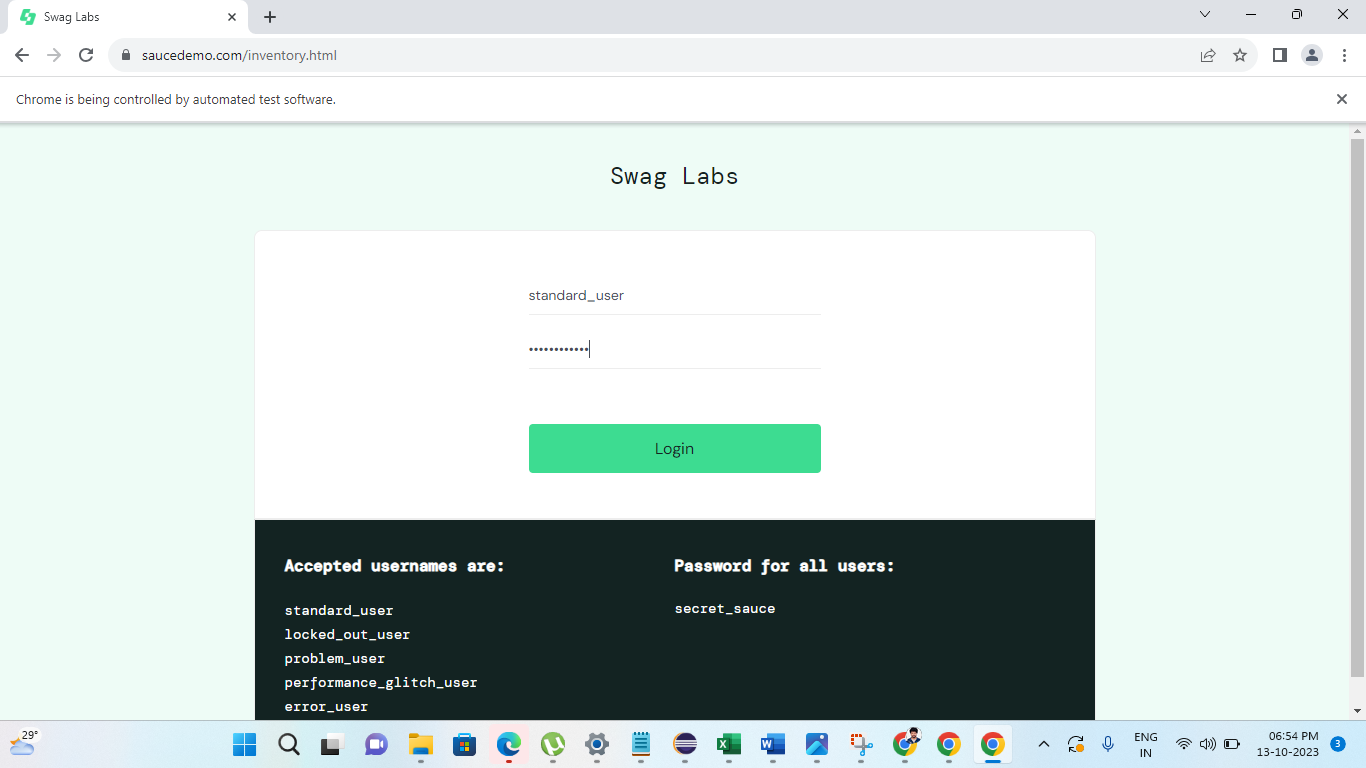 Swag Labs
saucedemo.com/inventory.html
Chrome is being controlled by automated test software.
Swag Labs
standard_user
••••••••••••
Login
Accepted usernames are:
standard_user
locked_out_user
problem_user
performance_glitch_user
error_user
Password for all users:
secret_sauce
29°
ENG
IN
06:54 PM
13-10-2023
3